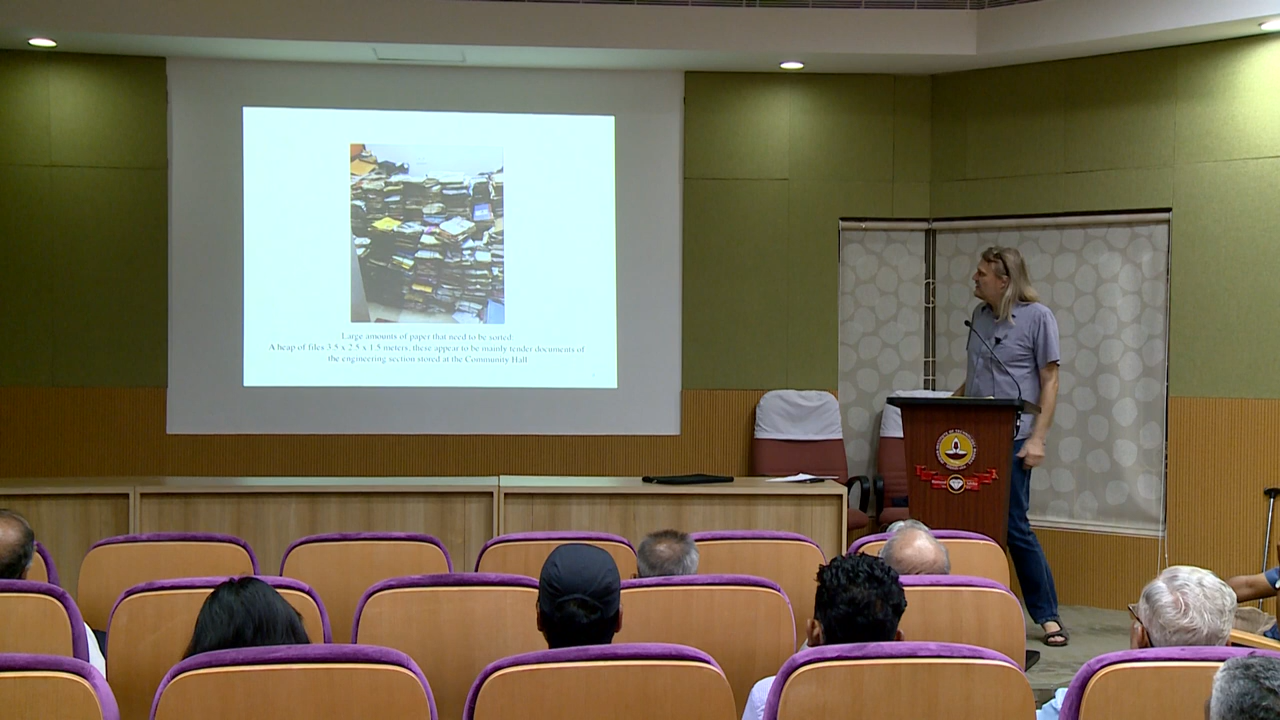 Large amounts of paper that need to be sorted.
A heap of files 3.5 x 2.5 x 1.5 meters, these appear to be mainly tender documents of
the engineering section stored at the Community Hall